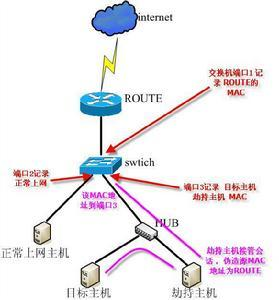 internet
交换机端口1 记
录 ROUTE的
MAC
ROUTE
端口2记录
正常上网
swtich
该MAC地
址到端口3
端口3记录 目标主机
劫持主机 MAC
HUB
劫持主机接管会
话，伪造源MAC
地址为ROUTE
正常上网主机
目标主机
劫持主机